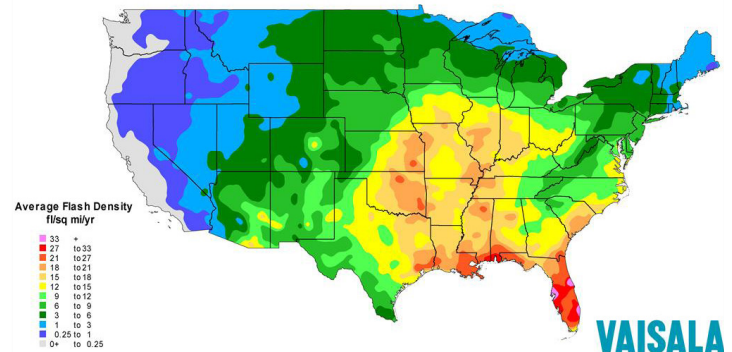 Average Flash Density
fl/sq mi/yr
33 +
27 to 33
21 to 27
18 to 21
15 to 18
12 to 15
9 to 12
6 to 9
3 to 6
1 to 3
0.25 to 1
0+ to 0.25
VAISALA